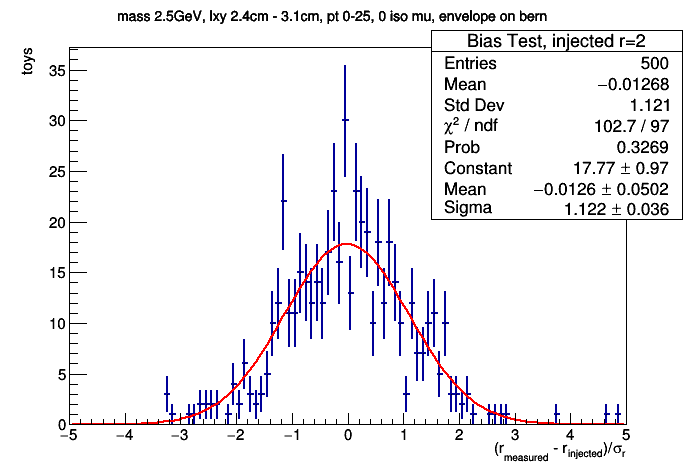 mass 2.5GeV, lxy 2.4cm - 3.1cm, pt 0-25, 0 iso mu, envelope on bern
Bias Test, injected r=2
Entries 500
Mean −0.01268
Std Dev 1.121
χ² / ndf 102.7 / 97
Prob 0.3269
Constant 17.77 ± 0.97
Mean −0.0126 ± 0.0502
Sigma 1.122 ± 0.036
toys
35
30
25
20
15
10
5
0
−5 −4 −3 −2 −1 0 1 2 3 4 5
(r_measured - r_injected)/σ_r